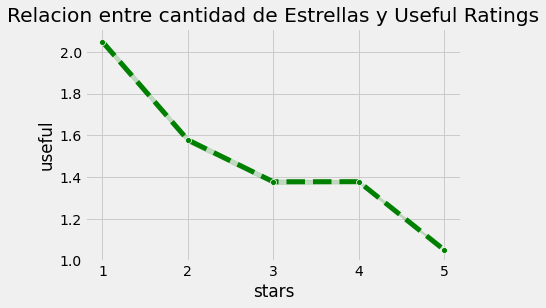 Relacion entre cantidad de Estrellas y Useful Ratings
2.0
1.8
1.6
1.4
1.2
1.0
useful
1 2 3 4 5
stars